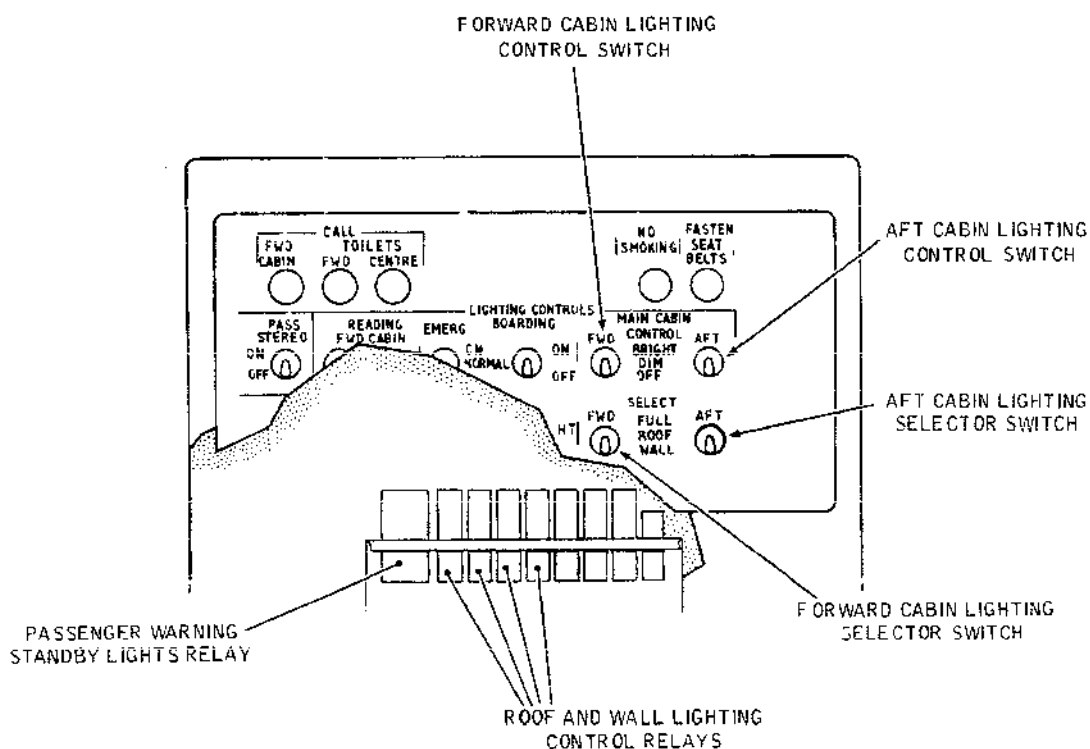 FORWARD CABIN LIGHTING
CONTROL SWITCH
CALL
FWD
CABIN
TOILETS
FWD
CENTRE
NO
SMOKING
FASTEN
SEAT
BELTS
AFT CABIN LIGHTING
CONTROL SWITCH
LIGHTING CONTROLS
PASS
STEREO
ON
OFF
READING
FWD CABIN
EMERG
ON
NORMAL
BOARDING
ON
OFF
MAIN CABIN
CONTROL
FWD
BRIGHT
DIM
OFF
AFT
HT
FWD
SELECT
FULL
ROOF
WALL
AFT
AFT CABIN LIGHTING
SELECTOR SWITCH
FORWARD CABIN LIGHTING
SELECTOR SWITCH
PASSENGER WARNING
STANDBY LIGHTS RELAY
ROOF AND WALL LIGHTING
CONTROL RELAYS